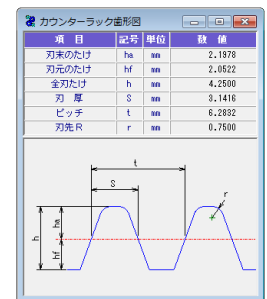 カウンターラック歯形図
項 目 記号 単位 数 値
刃末のたけ ha mm 2.1978
刃元のたけ hf mm 2.0522
全刃たけ h mm 4.2500
刃 厚 S mm 3.1416
ピッチ t mm 6.2832
刃先R r mm 0.7500
t
S
r
h
ha
hf